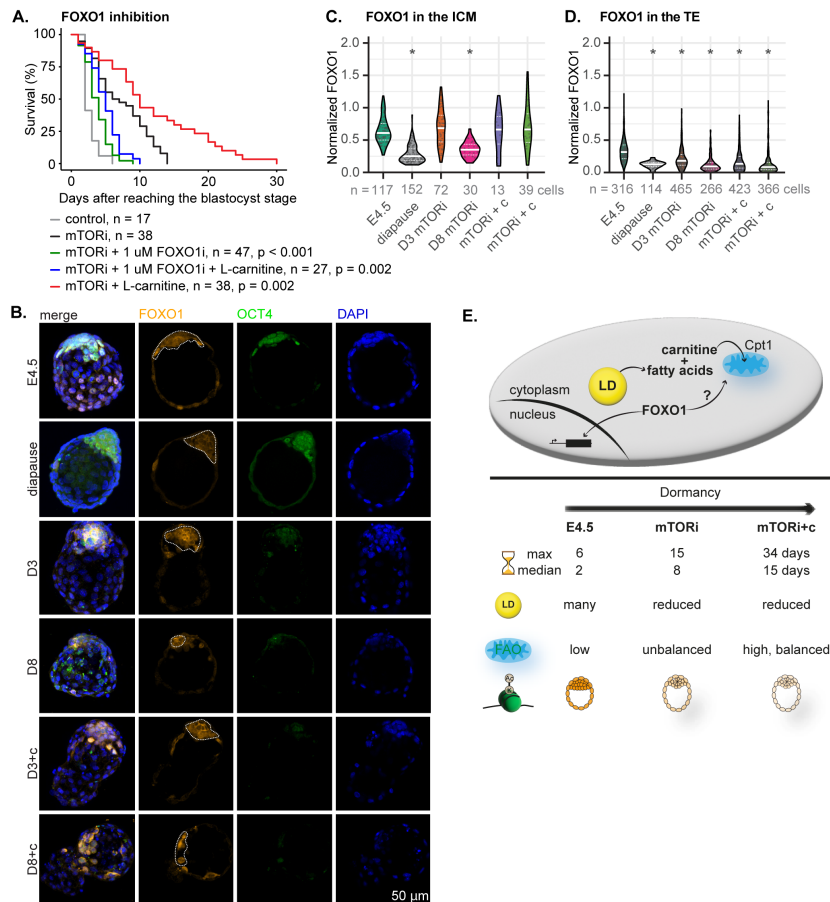 A.
FOXO1 inhibition
Survival (%)
100
75
50
25
0
0 10 20 30
Days after reaching the blastocyst stage
control, n = 17
mTORi, n = 38
mTORi + 1 uM FOXO1i, n = 47, p < 0.001
mTORi + 1 uM FOXO1i + L-carnitine, n = 27, p = 0.002
mTORi + L-carnitine, n = 38, p = 0.002
C.
FOXO1 in the ICM
Normalized FOXO1
2.0
1.5
1.0
0.5
0.0
* *
n = 117 152 72 30 13 39 cells
E4.5
diapause
D3 mTORi
D8 mTORi
mTORi + c
mTORi + c
D.
FOXO1 in the TE
Normalized FOXO1
2.0
1.5
1.0
0.5
0.0
* * * * *
n = 316 114 465 266 423 366 cells
E4.5
diapause
D3 mTORi
D8 mTORi
mTORi + c
mTORi + c
B.
merge FOXO1 OCT4 DAPI
E4.5
diapause
D3
D8
D3+c
D8+c
50 µm
E.
carnitine
+
fatty acids
Cpt1
LD
cytoplasm
nucleus
FOXO1
?
Dormancy
E4.5 mTORi mTORi+c
max 6 15 34 days
median 2 8 15 days
LD many reduced reduced
FAO low unbalanced high, balanced